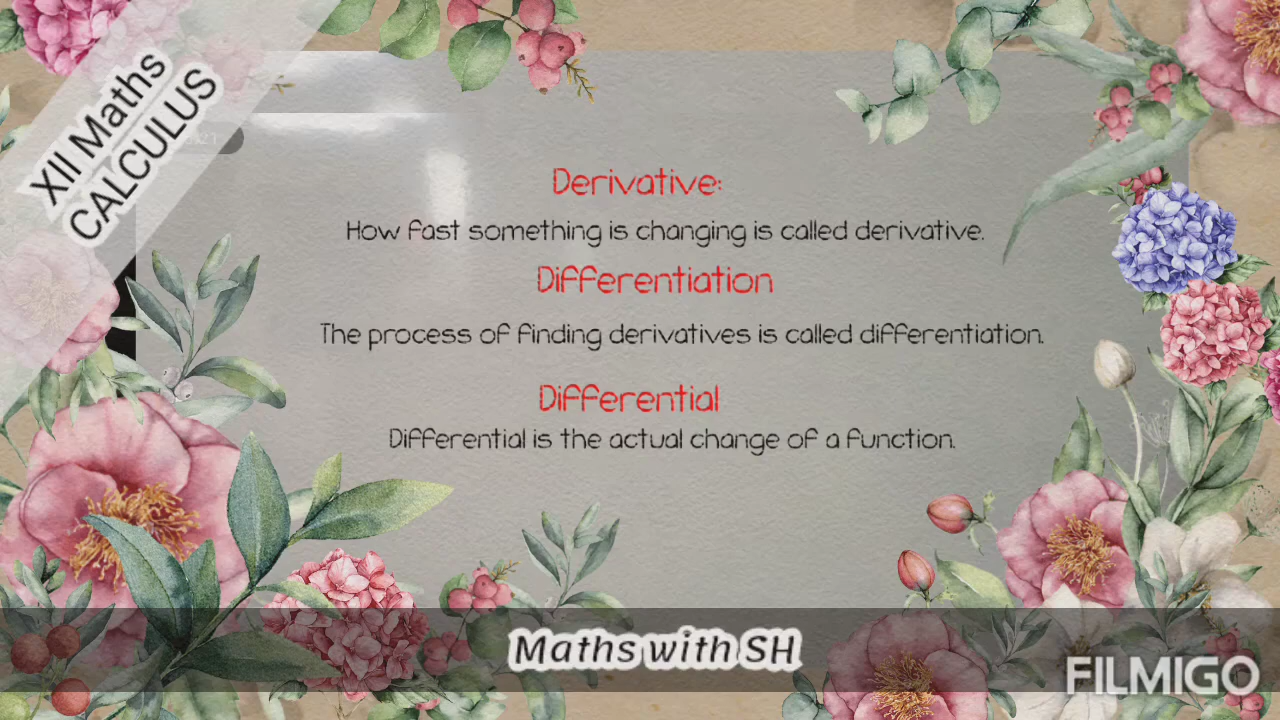 XII Maths
CALCULUS
Derivative:
How fast something is changing is called derivative.
Differentiation
The process of finding derivatives is called differentiation.
Differential
Differential is the actual change of a function.
Maths with SH
FILMIGO